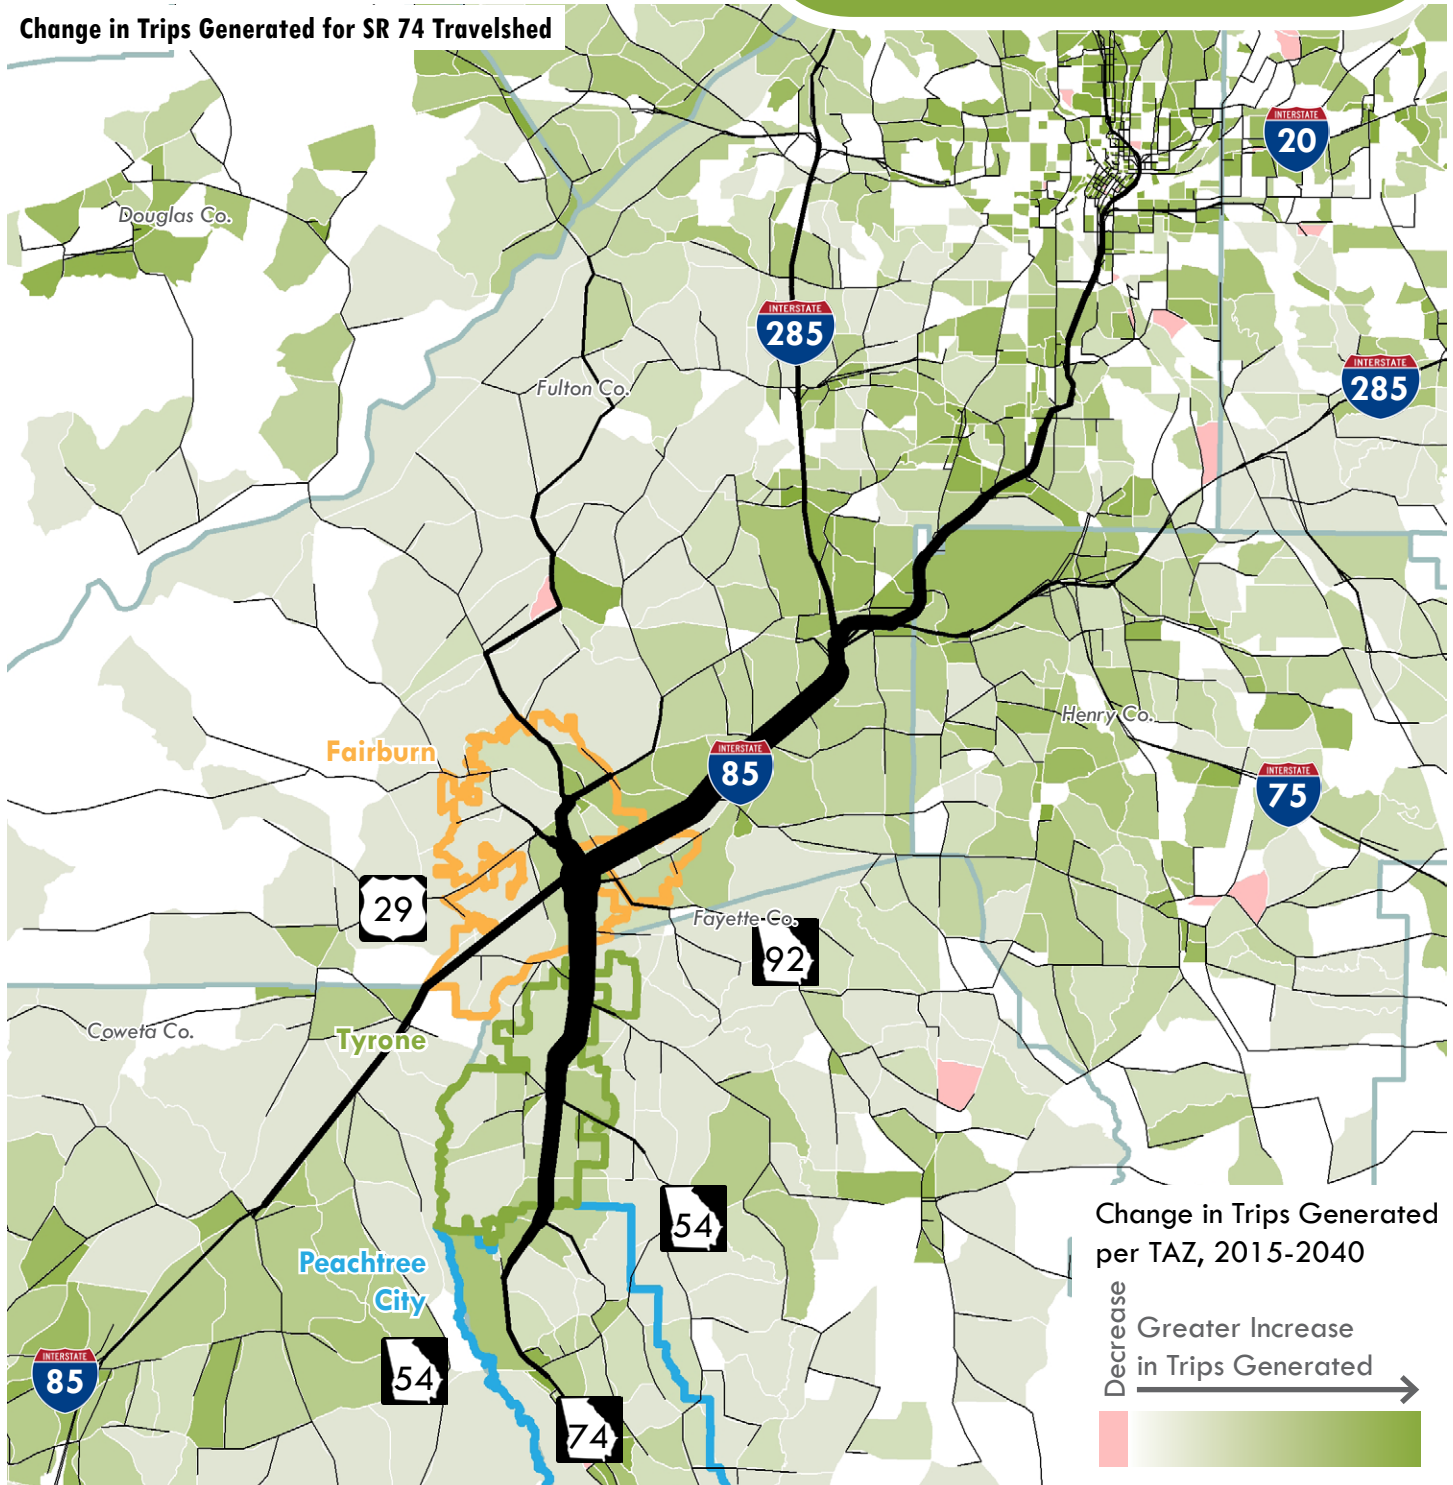 Change in Trips Generated for SR 74 Travelshed
INTERSTATE
20
Douglas Co.
INTERSTATE
285
INTERSTATE
285
Fulton Co.
Henry Co.
Fairburn
INTERSTATE
85
INTERSTATE
75
29
Fayette Co.
92
Coweta Co.
Tyrone
54
Peachtree
City
54
INTERSTATE
85
74
Change in Trips Generated
per TAZ, 2015-2040
Decrease
Greater Increase
in Trips Generated